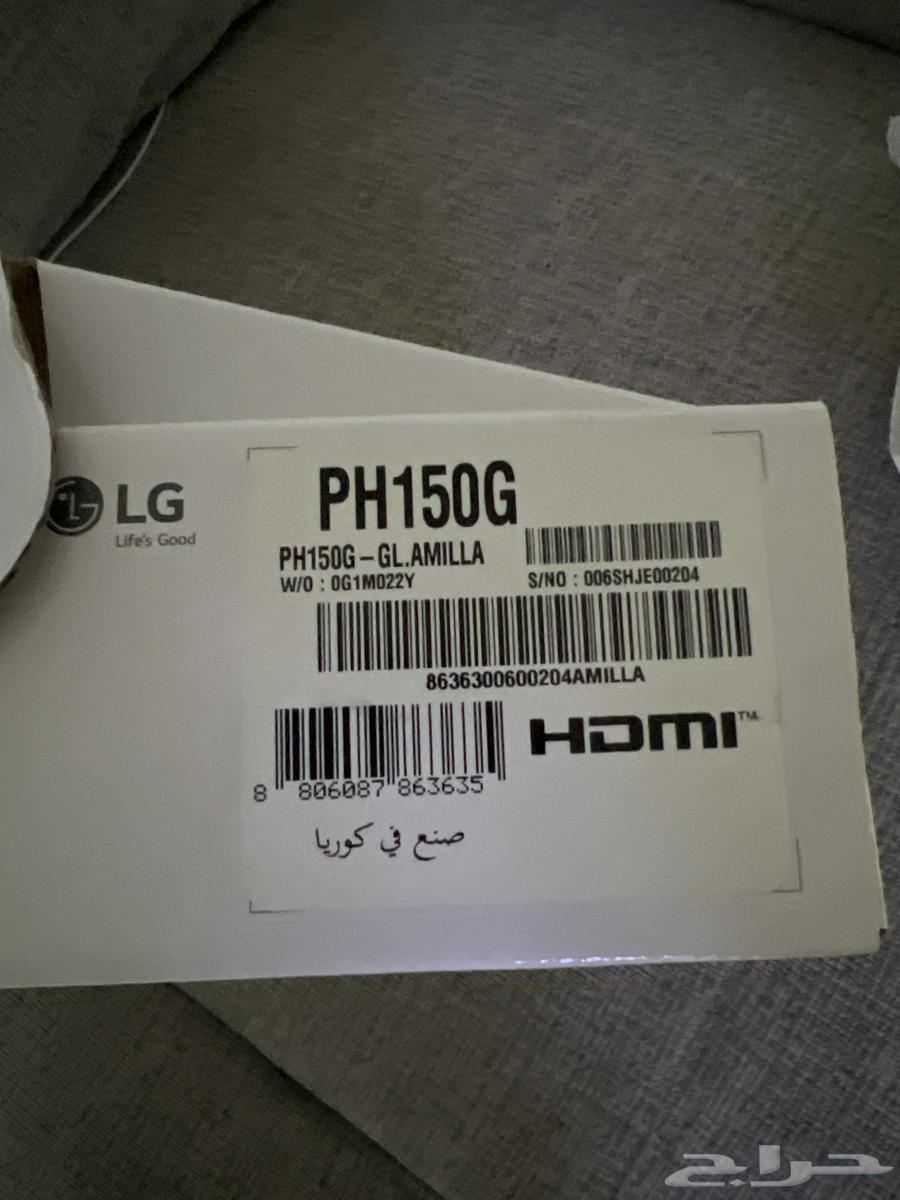 LG
Life's Good
PH150G
PH150G-GL.AMILLA
W/O : 0G1M022Y
S/NO : 006SHJE00204
8636300600204AMILLA
HDMI™
8 806087 863635
صنع في كوريا
حراج